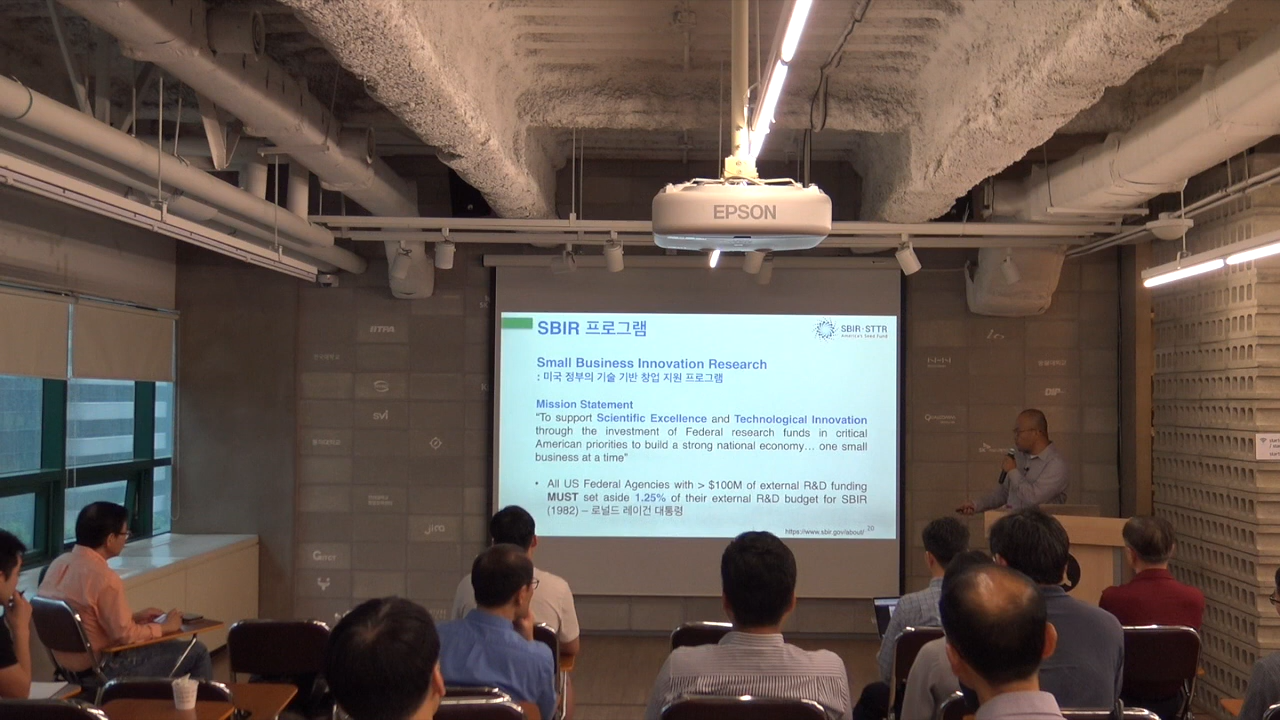 EPSON
SBIR 프로그램
SBIR·STTR
America's Seed Fund
Small Business Innovation Research
: 미국 정부의 기술 기반 창업 지원 프로그램
Mission Statement
"To support Scientific Excellence and Technological Innovation
through the investment of Federal research funds in critical
American priorities to build a strong national economy… one small
business at a time"
• All US Federal Agencies with > $100M of external R&D funding
MUST set aside 1.25% of their external R&D budget for SBIR
(1982) – 로널드 레이건 대통령
https://www.sbir.gov/about/ 20
IITPA
svi
jira
DIP